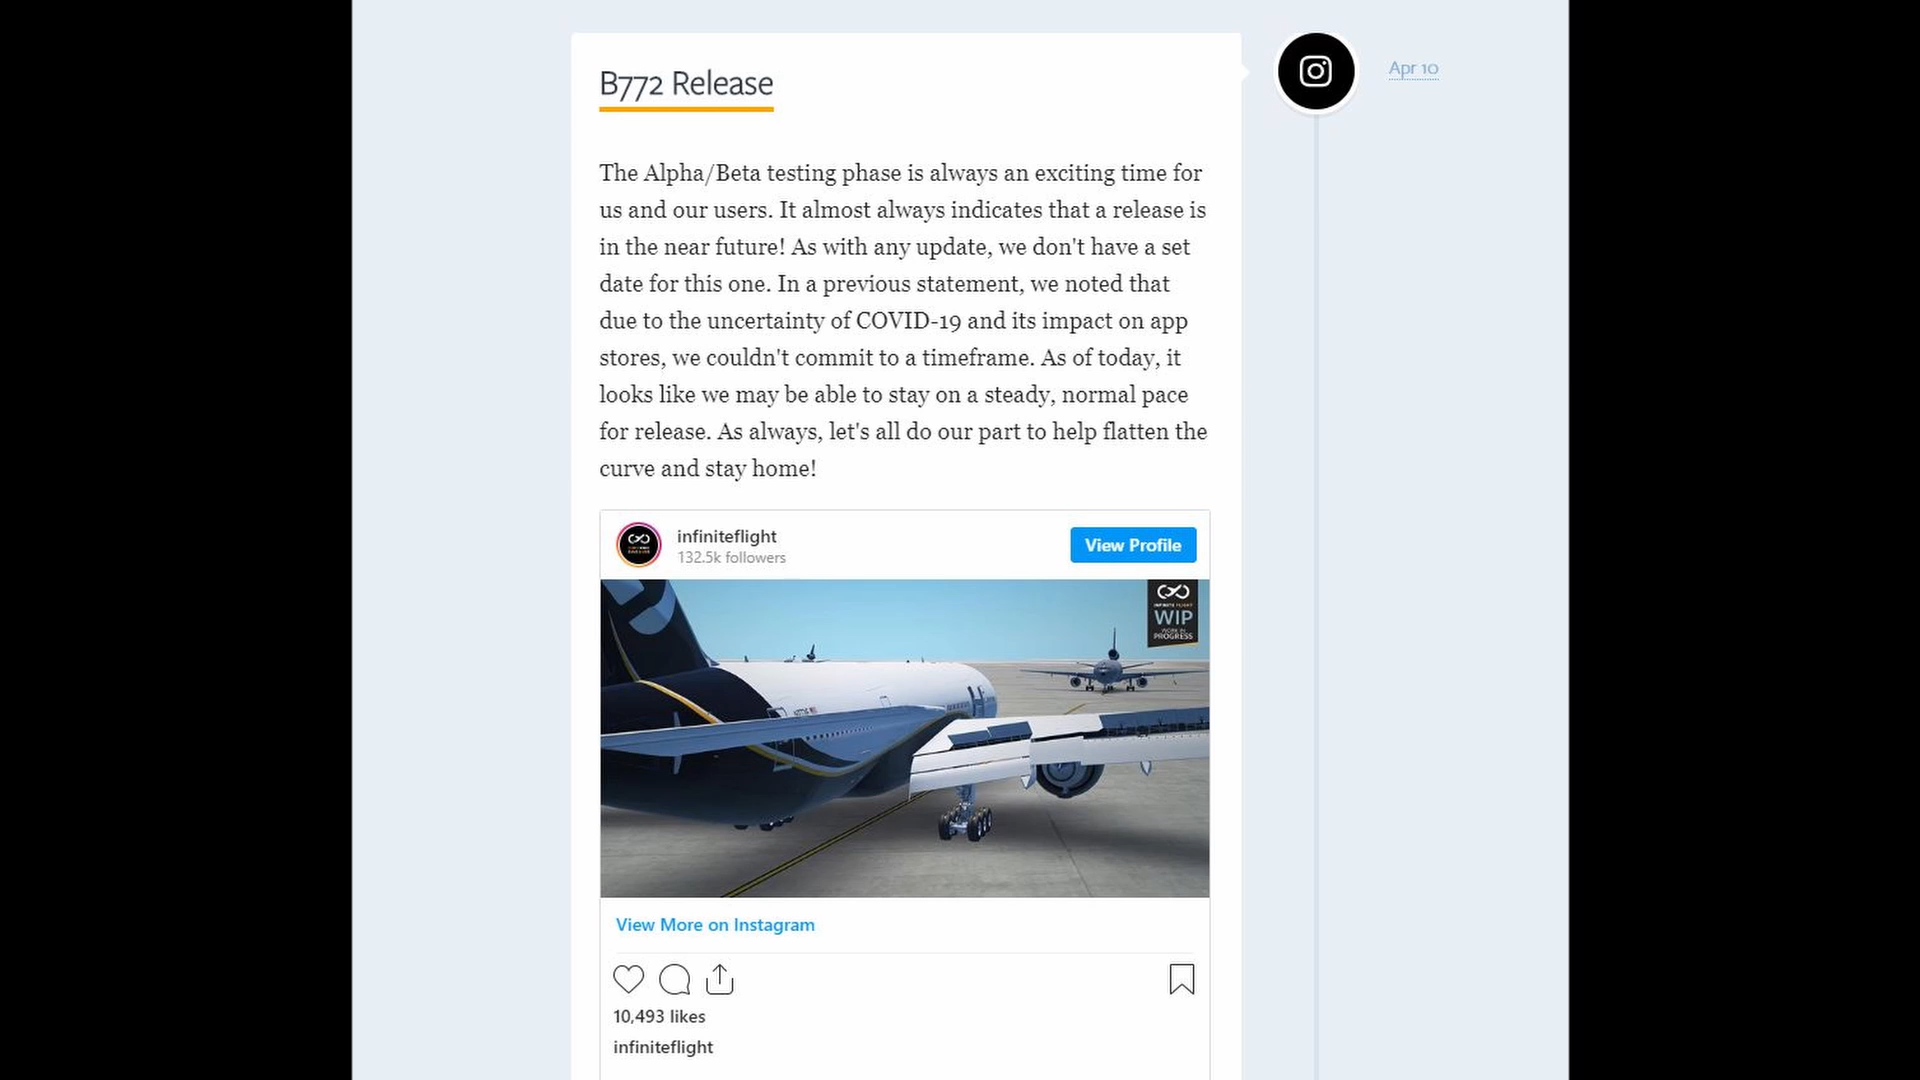 B772 Release
Apr 10
The Alpha/Beta testing phase is always an exciting time for
us and our users. It almost always indicates that a release is
in the near future! As with any update, we don't have a set
date for this one. In a previous statement, we noted that
due to the uncertainty of COVID-19 and its impact on app
stores, we couldn't commit to a timeframe. As of today, it
looks like we may be able to stay on a steady, normal pace
for release. As always, let's all do our part to help flatten the
curve and stay home!
infiniteflight
132.5k followers
View Profile
INFINITE FLIGHT
WIP
WORK IN
PROGRESS
View More on Instagram
10,493 likes
infiniteflight